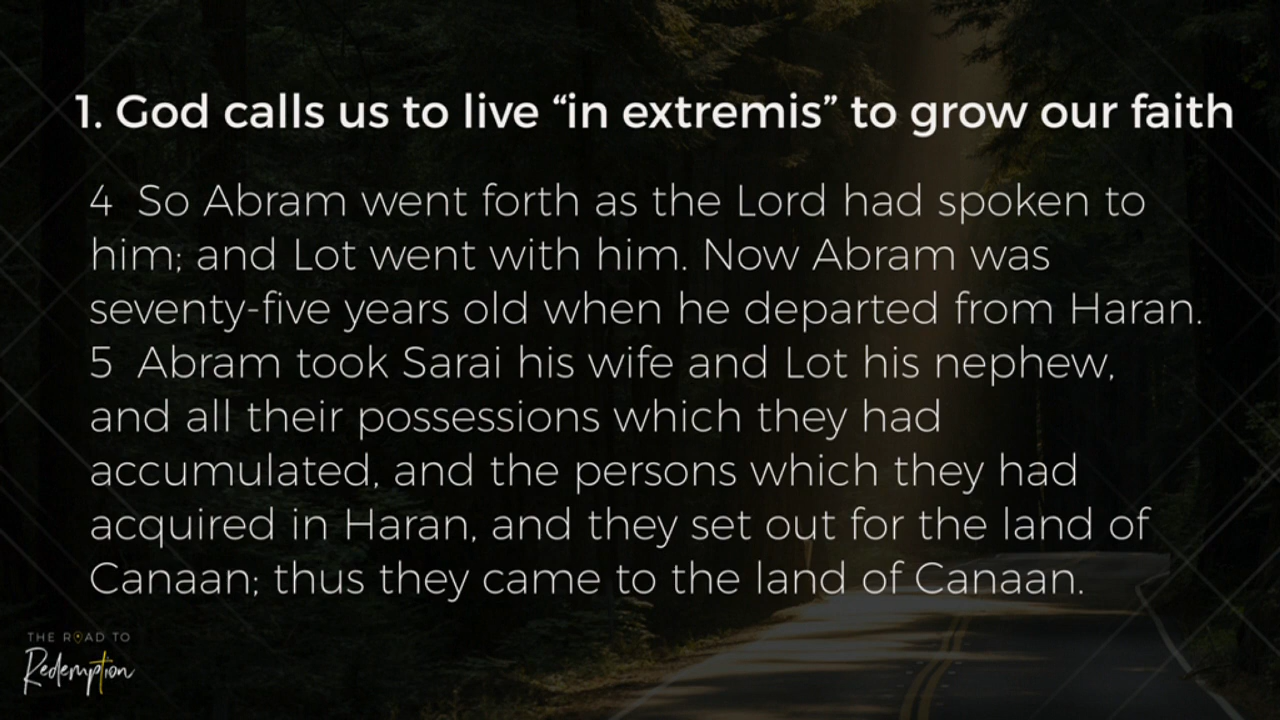 1. God calls us to live “in extremis” to grow our faith
4 So Abram went forth as the Lord had spoken to
him; and Lot went with him. Now Abram was
seventy-five years old when he departed from Haran.
5 Abram took Sarai his wife and Lot his nephew,
and all their possessions which they had
accumulated, and the persons which they had
acquired in Haran, and they set out for the land of
Canaan; thus they came to the land of Canaan.
THE ROAD TO
Redemption